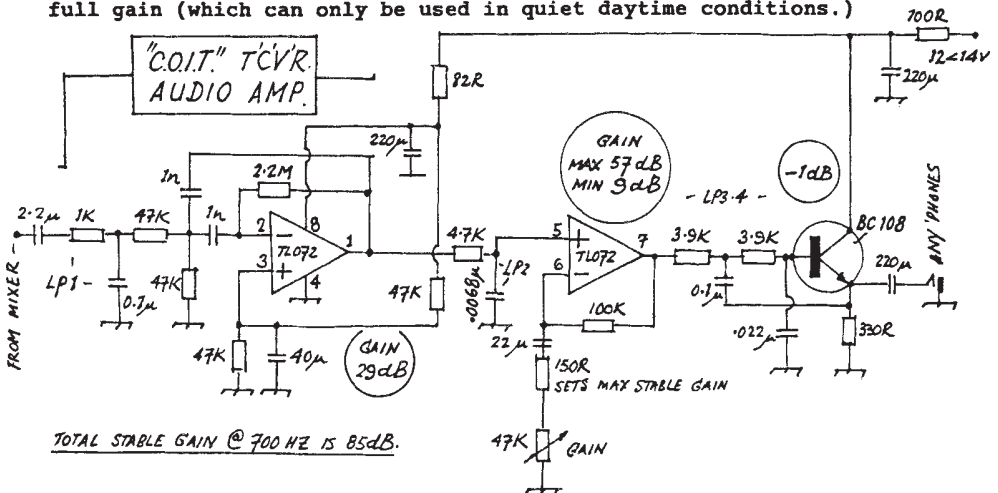 full gain (which can only be used in quiet daytime conditions.)
"C.O.I.T." T'C'V'R.
AUDIO AMP.
82R
100R
12<14V
220µ
220µ
GAIN
MAX 57dB
MIN 9dB
-1dB
- LP3.4 -
BC108
ANY 'PHONES
1n
2.2M
2.2µ
1K
47K
1n
2
8
TL072
1
3
4
4.7K
5
7
TL072
6
3.9K
3.9K
220µ
FROM MIXER -
LP1 -
0.1µ
47K
47K
.0068µ
-LP2
0.1µ
100K
.022µ
330R
47K
40µ
GAIN
29dB
22µ
150R
SETS MAX STABLE GAIN
47K
GAIN
TOTAL STABLE GAIN @ 700 HZ IS 85dB.